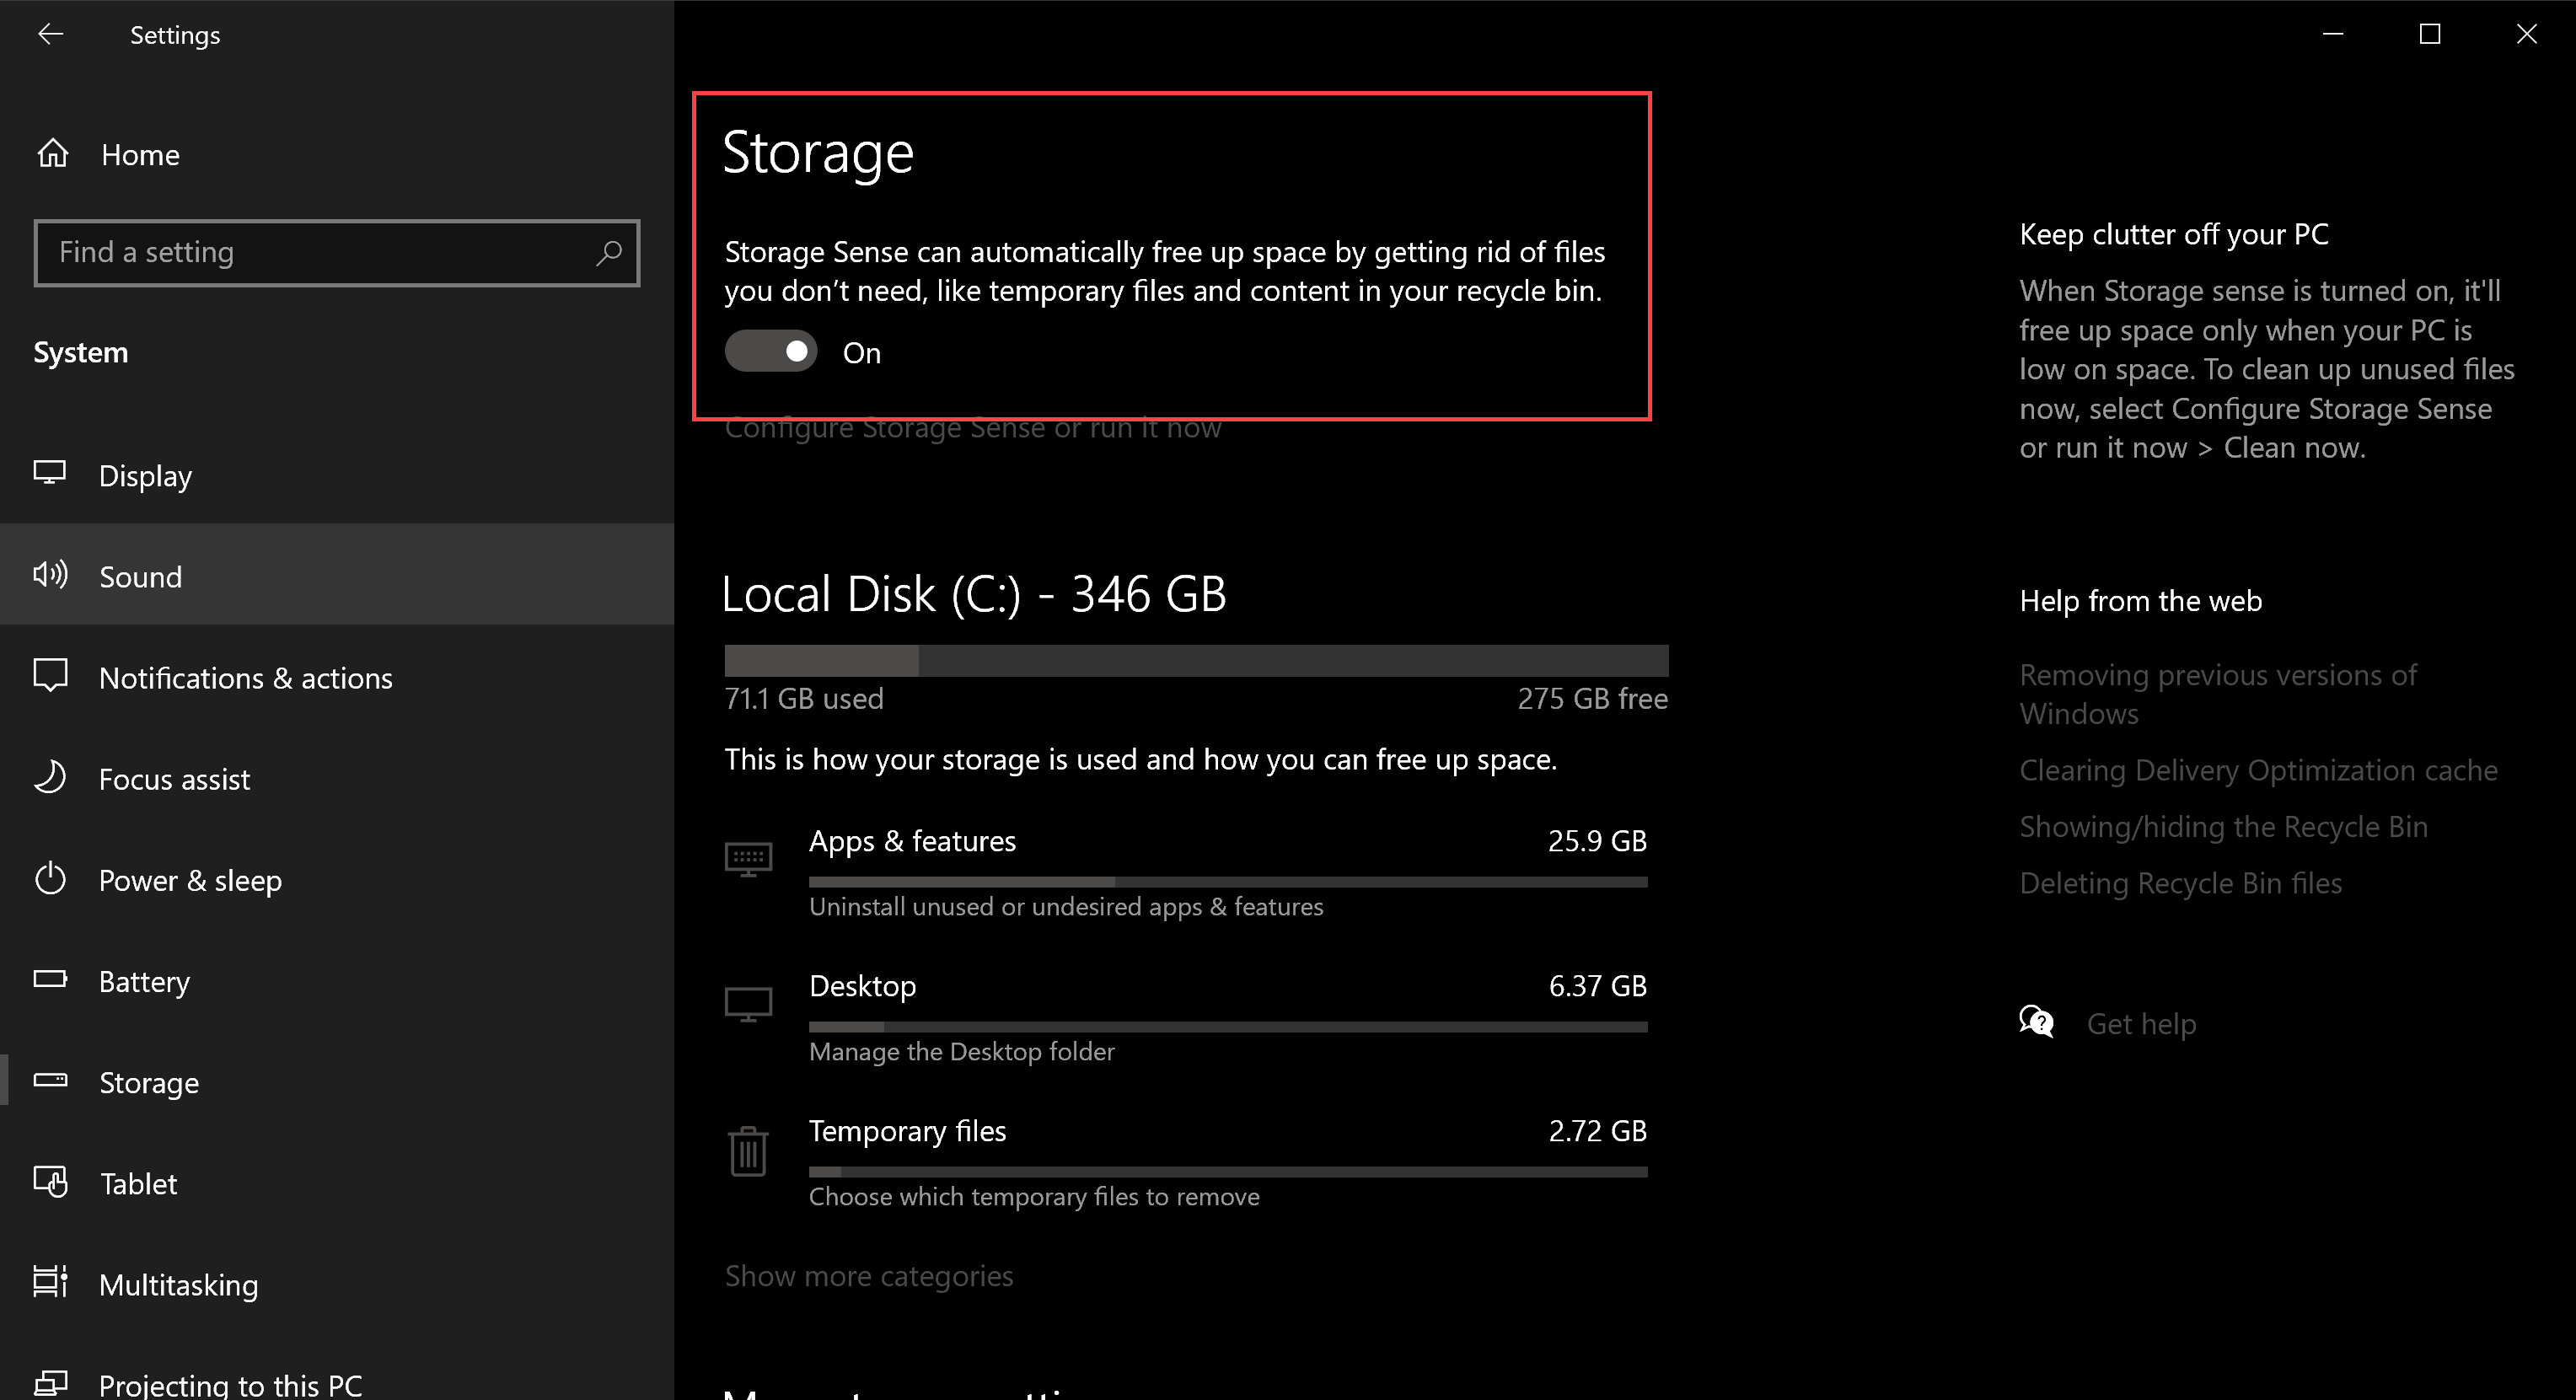 Settings
Home
Find a setting
System
Display
Sound
Notifications & actions
Focus assist
Power & sleep
Battery
Storage
Tablet
Multitasking
Projecting to this PC
Storage
Storage Sense can automatically free up space by getting rid of files
you don’t need, like temporary files and content in your recycle bin.
On
Configure Storage Sense or run it now
Local Disk (C:) - 346 GB
71.1 GB used
275 GB free
This is how your storage is used and how you can free up space.
Apps & features
25.9 GB
Uninstall unused or undesired apps & features
Desktop
6.37 GB
Manage the Desktop folder
Temporary files
2.72 GB
Choose which temporary files to remove
Show more categories
Keep clutter off your PC
When Storage sense is turned on, it'll
free up space only when your PC is
low on space. To clean up unused files
now, select Configure Storage Sense
or run it now > Clean now.
Help from the web
Removing previous versions of
Windows
Clearing Delivery Optimization cache
Showing/hiding the Recycle Bin
Deleting Recycle Bin files
Get help